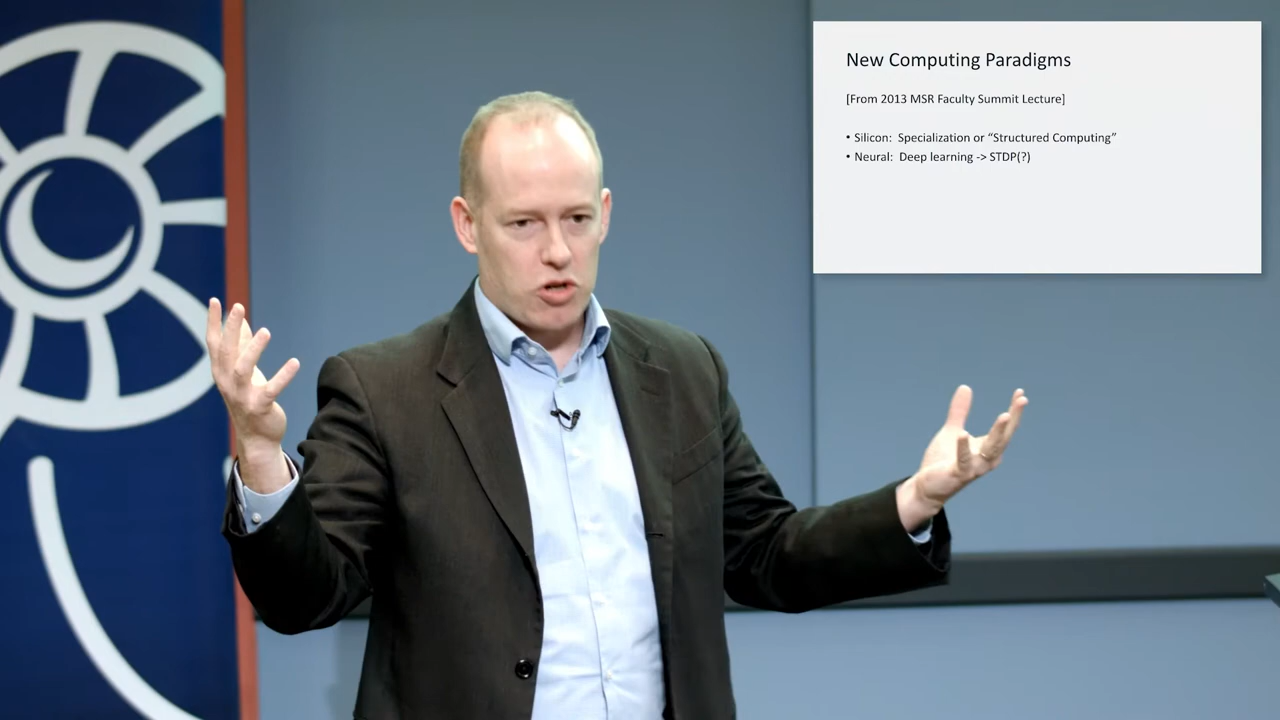 New Computing Paradigms
[From 2013 MSR Faculty Summit Lecture]
• Silicon:  Specialization or “Structured Computing”
• Neural:  Deep learning -> STDP(?)